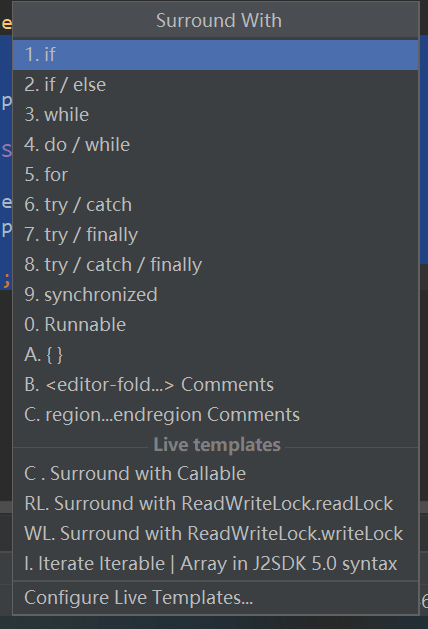 Surround With
e
1. if
2. if / else
p
3. while
s
4. do / while
5. for
e
6. try / catch
p
7. try / finally
;
8. try / catch / finally
9. synchronized
0. Runnable
A. { }
B. <editor-fold...> Comments
C. region...endregion Comments
Live templates
C . Surround with Callable
RL. Surround with ReadWriteLock.readLock
WL. Surround with ReadWriteLock.writeLock
I. Iterate Iterable | Array in J2SDK 5.0 syntax
Configure Live Templates...